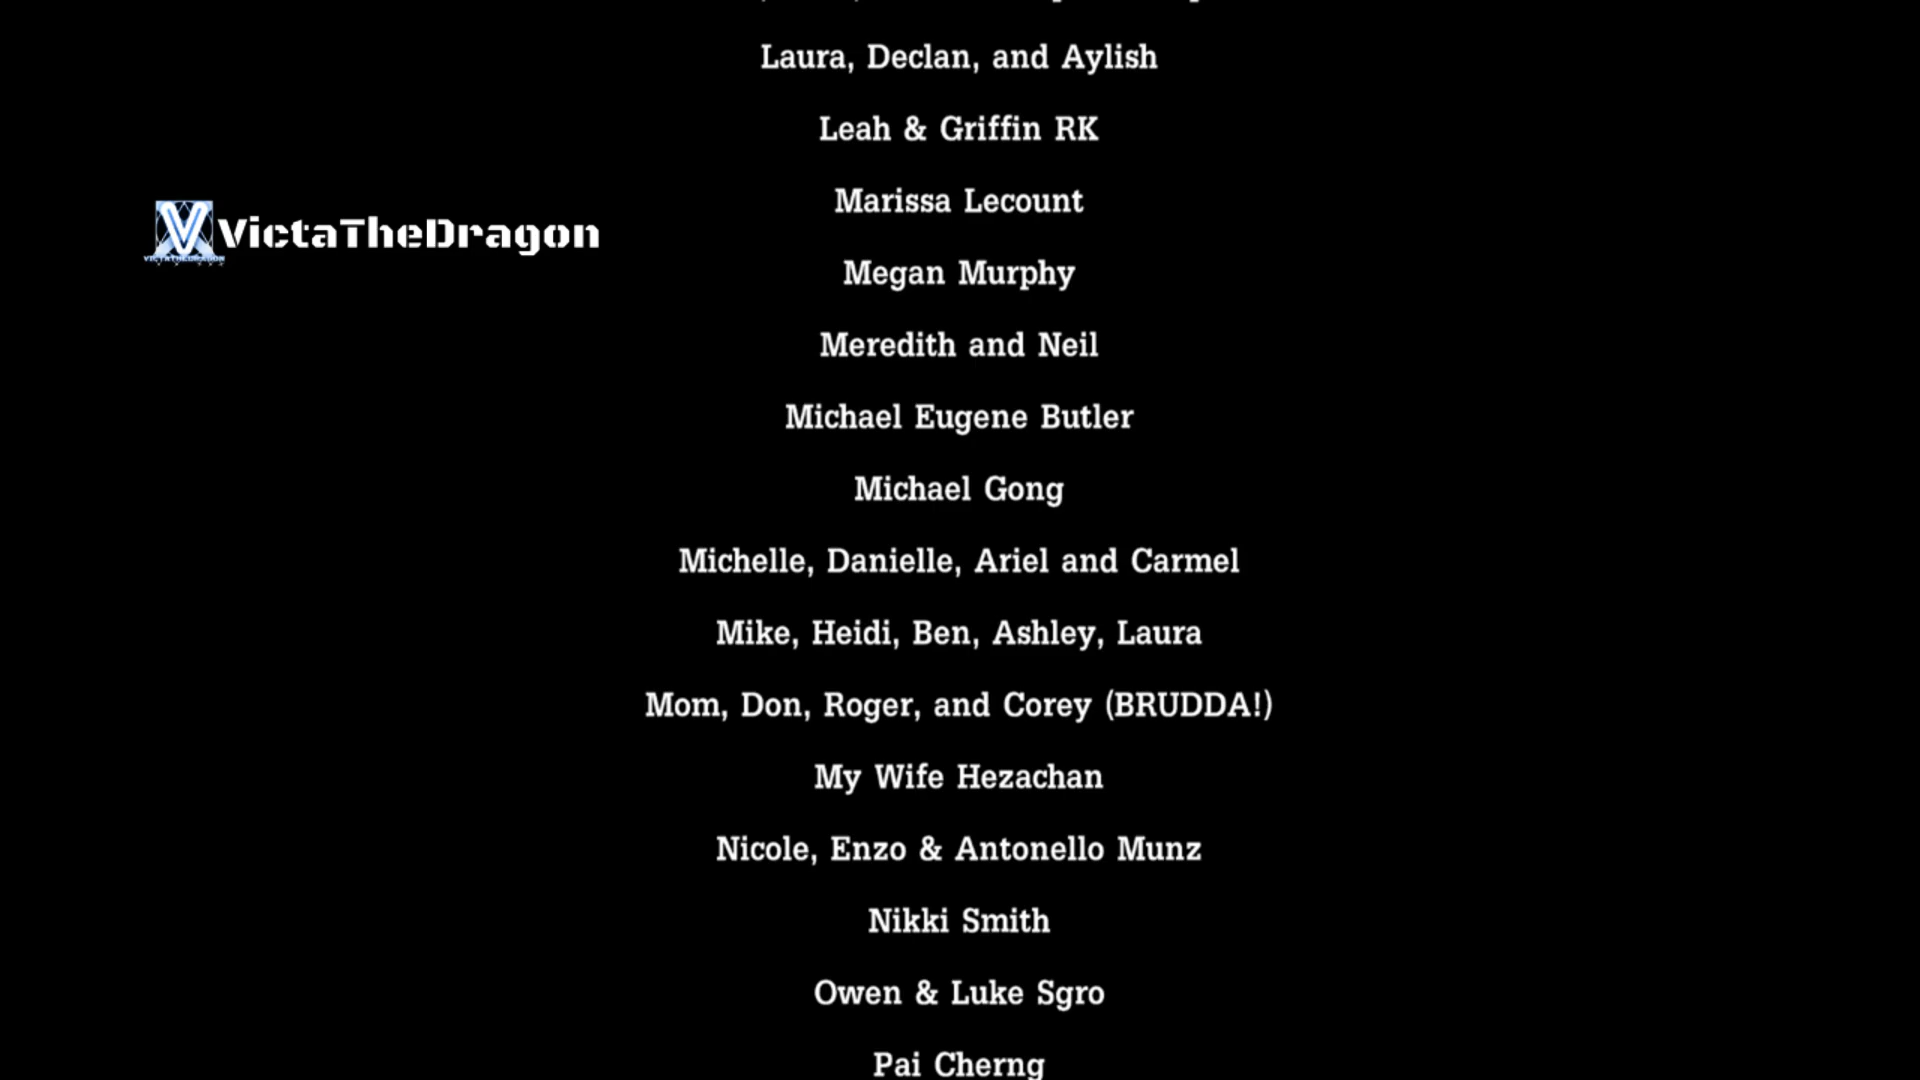 Laura, Declan, and Aylish
Leah & Griffin RK
Marissa Lecount
VictaTheDragon
VICTATHEDRAGON
Megan Murphy
Meredith and Neil
Michael Eugene Butler
Michael Gong
Michelle, Danielle, Ariel and Carmel
Mike, Heidi, Ben, Ashley, Laura
Mom, Don, Roger, and Corey (BRUDDA!)
My Wife Hezachan
Nicole, Enzo & Antonello Munz
Nikki Smith
Owen & Luke Sgro
Pai Cherng